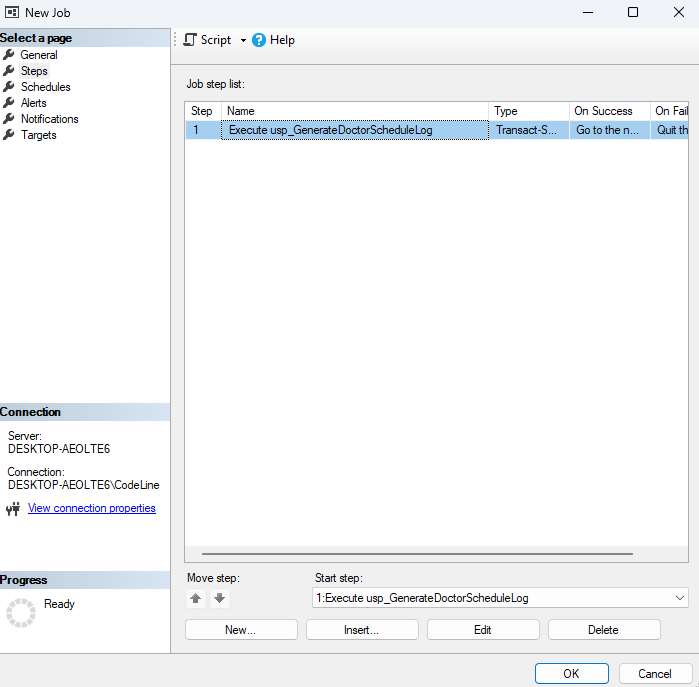 New Job
Select a page
General
Steps
Schedules
Alerts
Notifications
Targets
Connection
Server:
DESKTOP-AEOLTE6
Connection:
DESKTOP-AEOLTE6\CodeLine
View connection properties
Progress
Ready
Script Help
Job step list:
Step Name Type On Success On Fail
1 Execute usp_GenerateDoctorScheduleLog Transact-S... Go to the n... Quit th
Move step: Start step:
1:Execute usp_GenerateDoctorScheduleLog
New... Insert... Edit Delete
OK Cancel